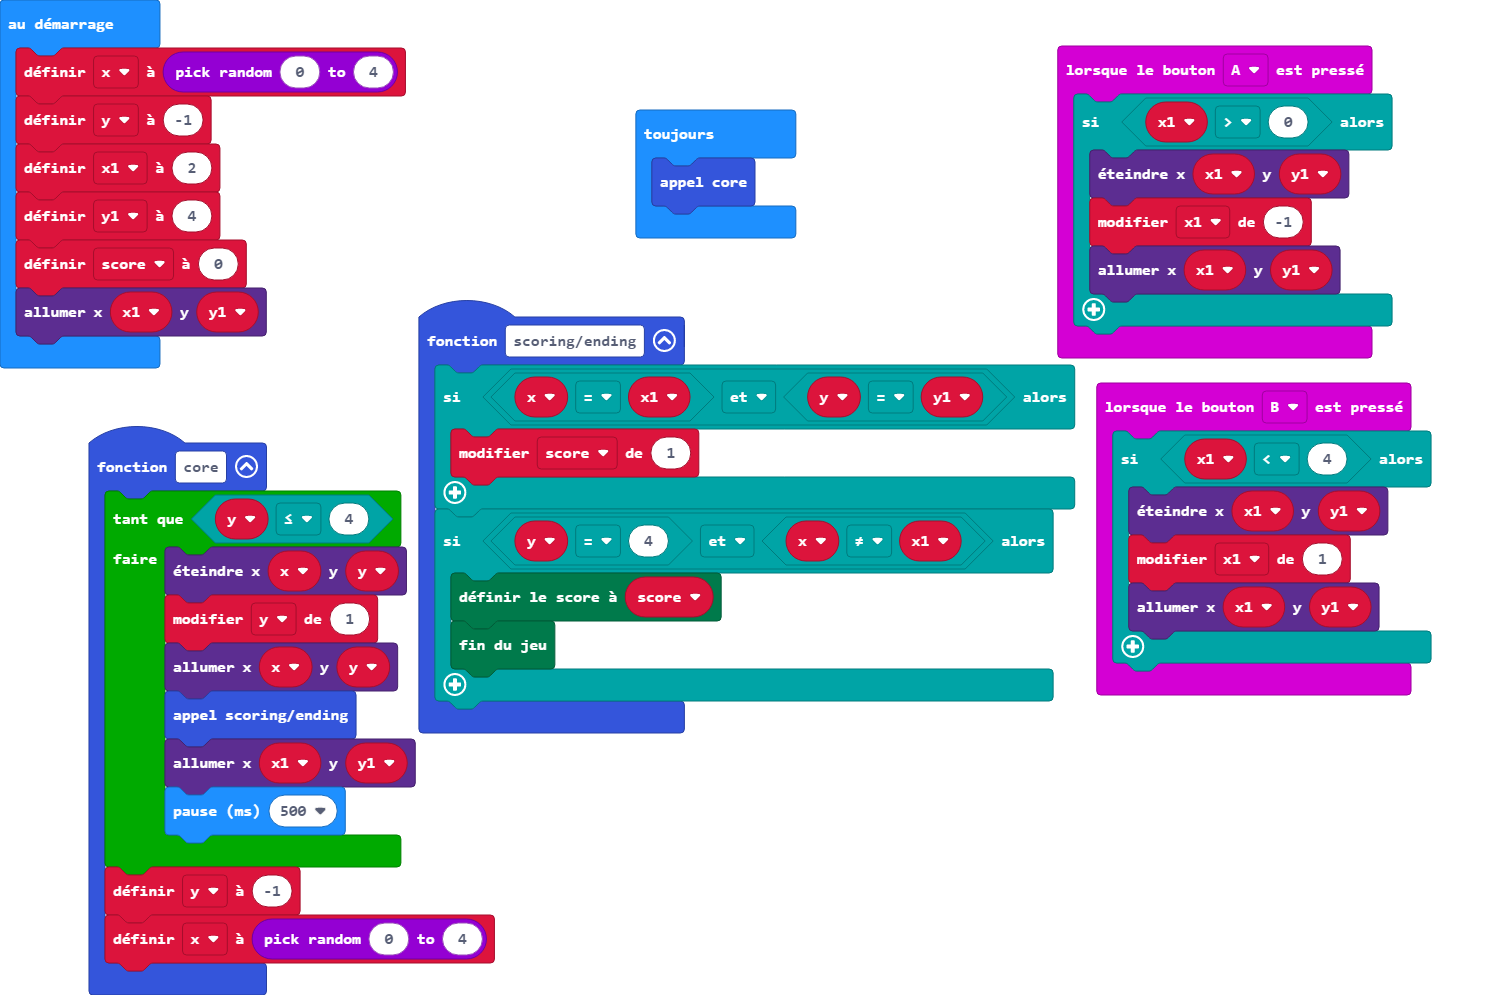 au démarrage
définir x à pick random 0 to 4
définir y à -1
définir x1 à 2
définir y1 à 4
définir score à 0
allumer x x1 y y1
toujours
appel core
lorsque le bouton A est pressé
si x1 > 0 alors
éteindre x x1 y y1
modifier x1 de -1
allumer x x1 y y1
fonction scoring/ending
si x = x1 et y = y1 alors
modifier score de 1
si y = 4 et x ≠ x1 alors
définir le score à score
fin du jeu
lorsque le bouton B est pressé
si x1 < 4 alors
éteindre x x1 y y1
modifier x1 de 1
allumer x x1 y y1
fonction core
tant que y ≤ 4
faire
éteindre x x y y
modifier y de 1
allumer x x y y
appel scoring/ending
allumer x x1 y y1
pause (ms) 500
définir y à -1
définir x à pick random 0 to 4